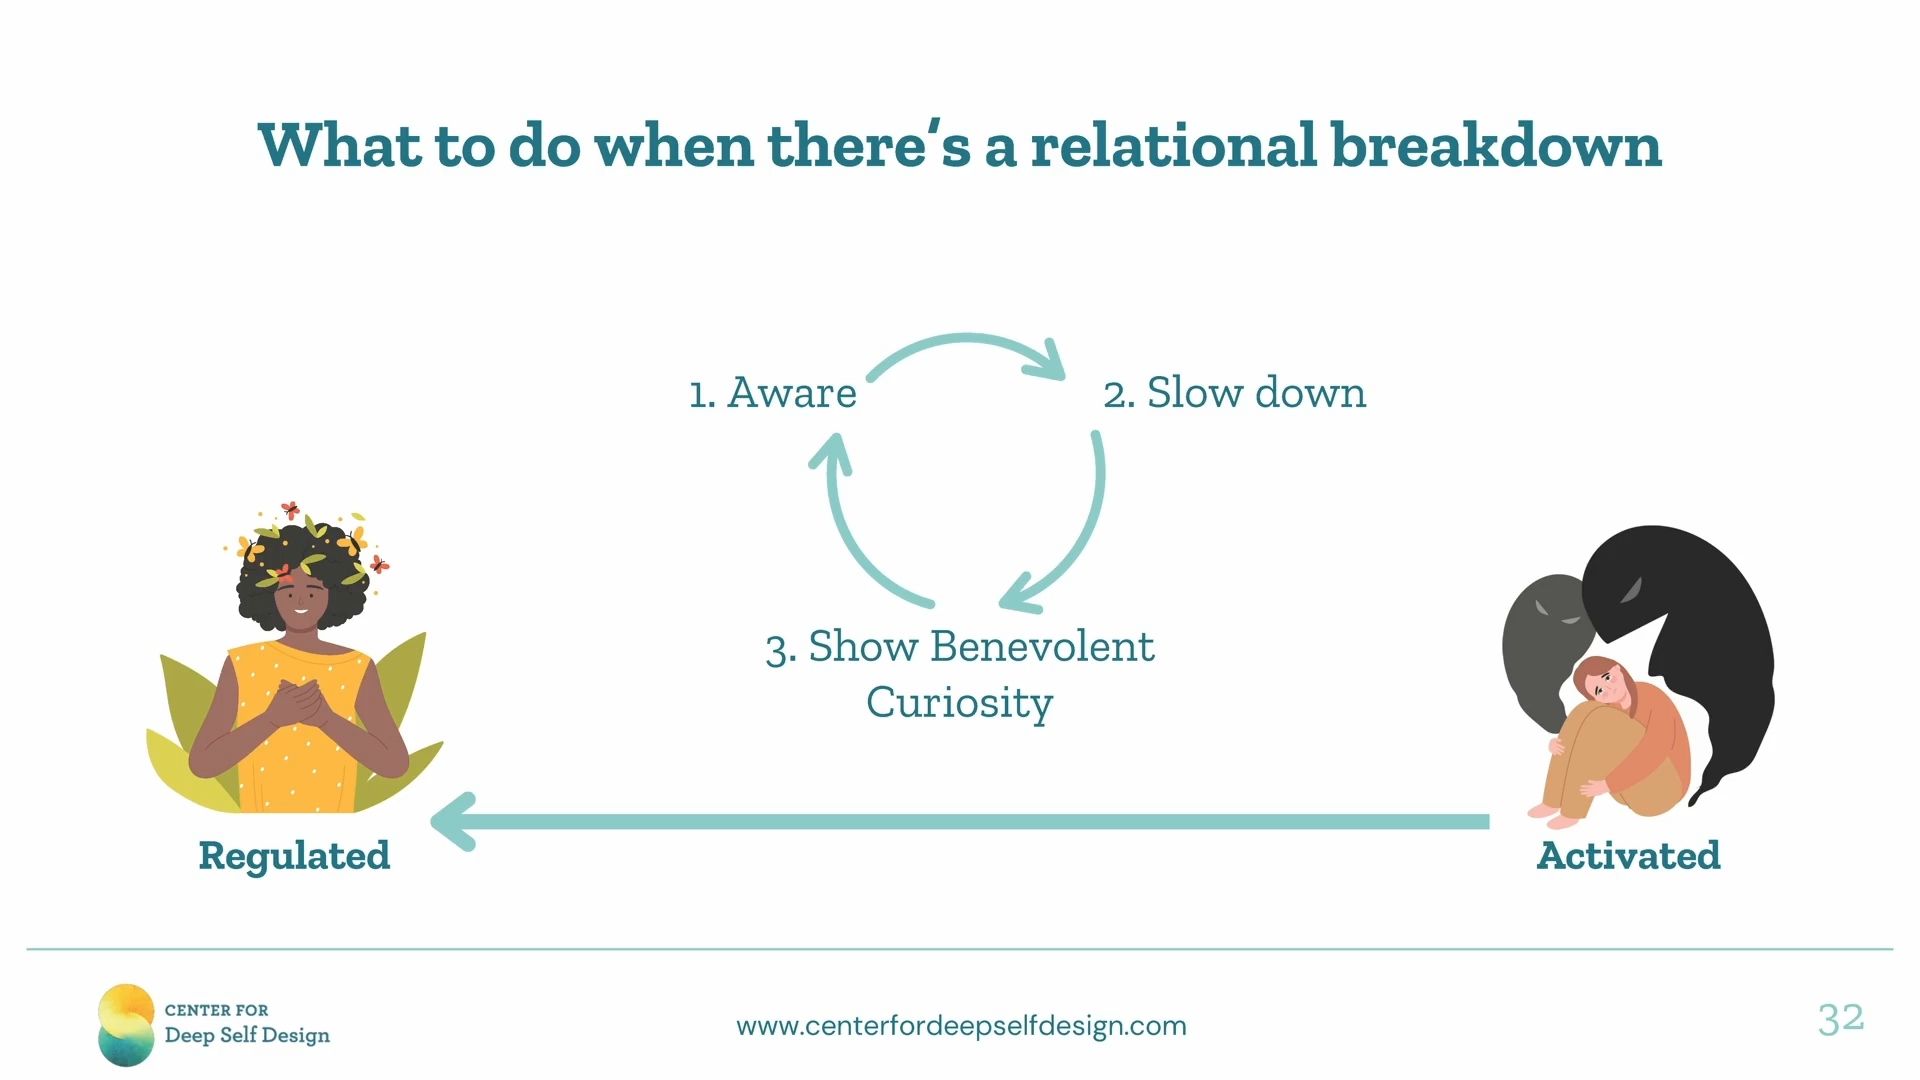 What to do when there's a relational breakdown
1. Aware
2. Slow down
3. Show Benevolent
Curiosity
Regulated
Activated
CENTER FOR
Deep Self Design
www.centerfordeepselfdesign.com
32